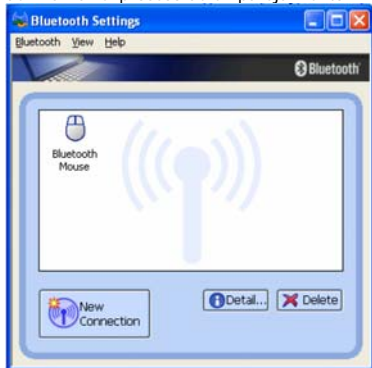 Bluetooth Settings
Bluetooth View Help
Bluetooth
Bluetooth
Mouse
New
Connection
Detail...
Delete